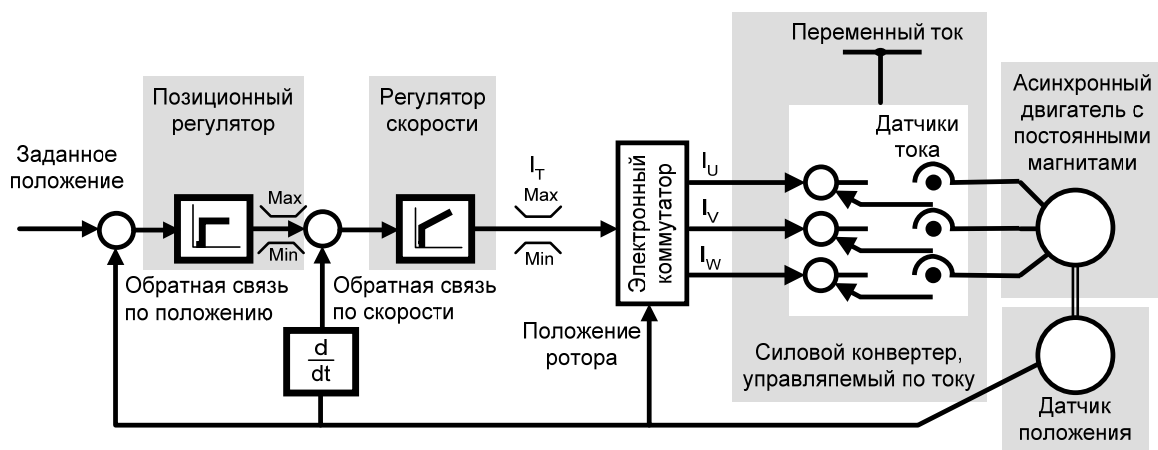 Переменный ток
Позиционный
регулятор
Регулятор
скорости
Асинхронный
двигатель с
постоянными
магнитами
Датчики
тока
Заданное
положение
Max
Min
I_T
Max
Min
Электронный
коммутатор
I_U
I_V
I_W
Обратная связь
по положению
Обратная связь
по скорости
d
dt
Положение
ротора
Силовой конвертер,
управляпемый по току
Датчик
положения